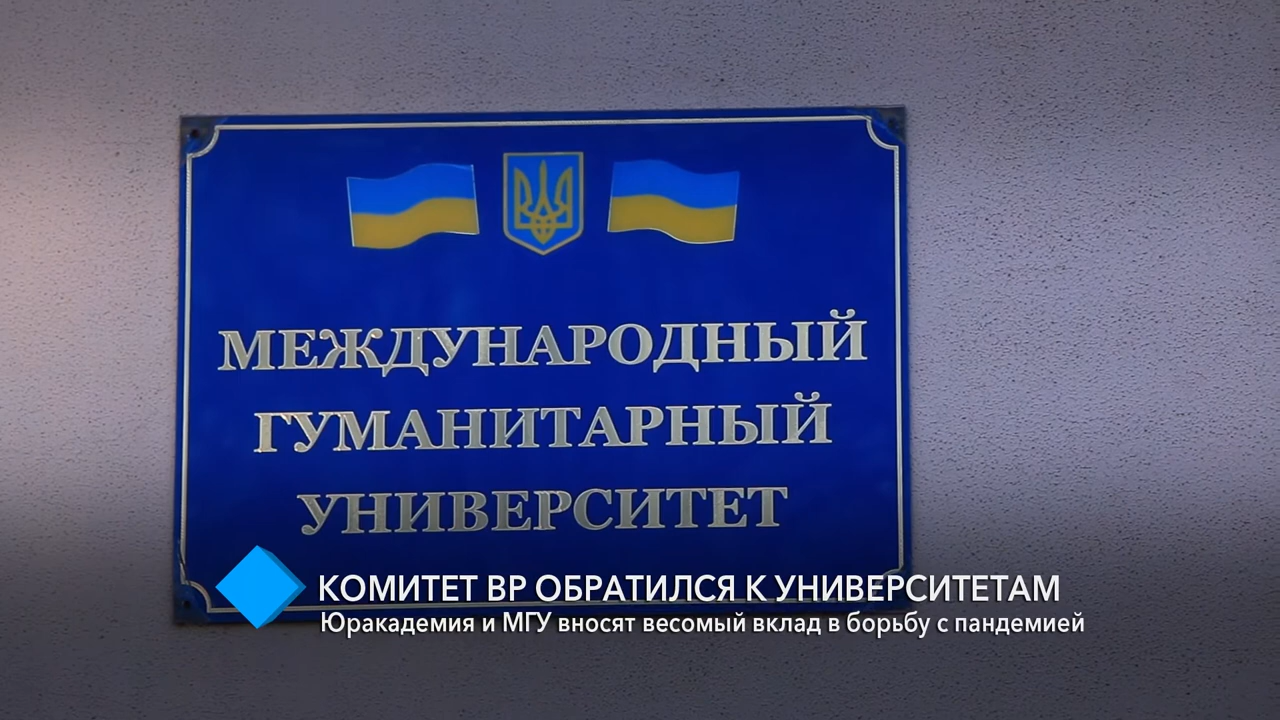 МЕЖДУНАРОДНЫЙ
ГУМАНИТАРНЫЙ
УНИВЕРСИТЕТ
КОМИТЕТ ВР ОБРАТИЛСЯ К УНИВЕРСИТЕТАМ
Юракадемия и МГУ вносят весомый вклад в борьбу с пандемией